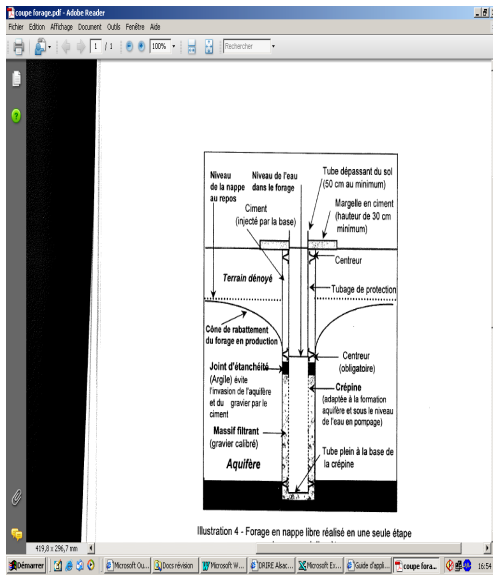 coupe forage.pdf - Adobe Reader
Fichier Edition Affichage Document Outils Fenêtre Aide
1 / 1 100% Rechercher
Niveau de la nappe au repos
Niveau de l'eau dans le forage
Tube dépassant du sol
(50 cm au minimum)
Ciment
(injecté par la base)
Margelle en ciment
(hauteur de 30 cm
minimum)
Centreur
Terrain dénoyé
Tubage de protection
Cône de rabattement
du forage en production
Joint d'étanchéité
(Argile) évite
l'invasion de l'aquifère
et du gravier par le
ciment
Centreur
(obligatoire)
Crépine
(adaptée à la formation
aquifère et sous le niveau
de l'eau en pompage)
Massif filtrant
(gravier calibré)
Tube plein à la base de
la crépine
Aquifère
Illustration 4 - Forage en nappe libre réalisé en une seule étape
419,8 x 296,7 mm
Démarrer Microsoft Ou... Docs révision Microsoft W... DRIRE Alsac... Microsoft Ex... Guide d'appli... coupe fora... 16:54